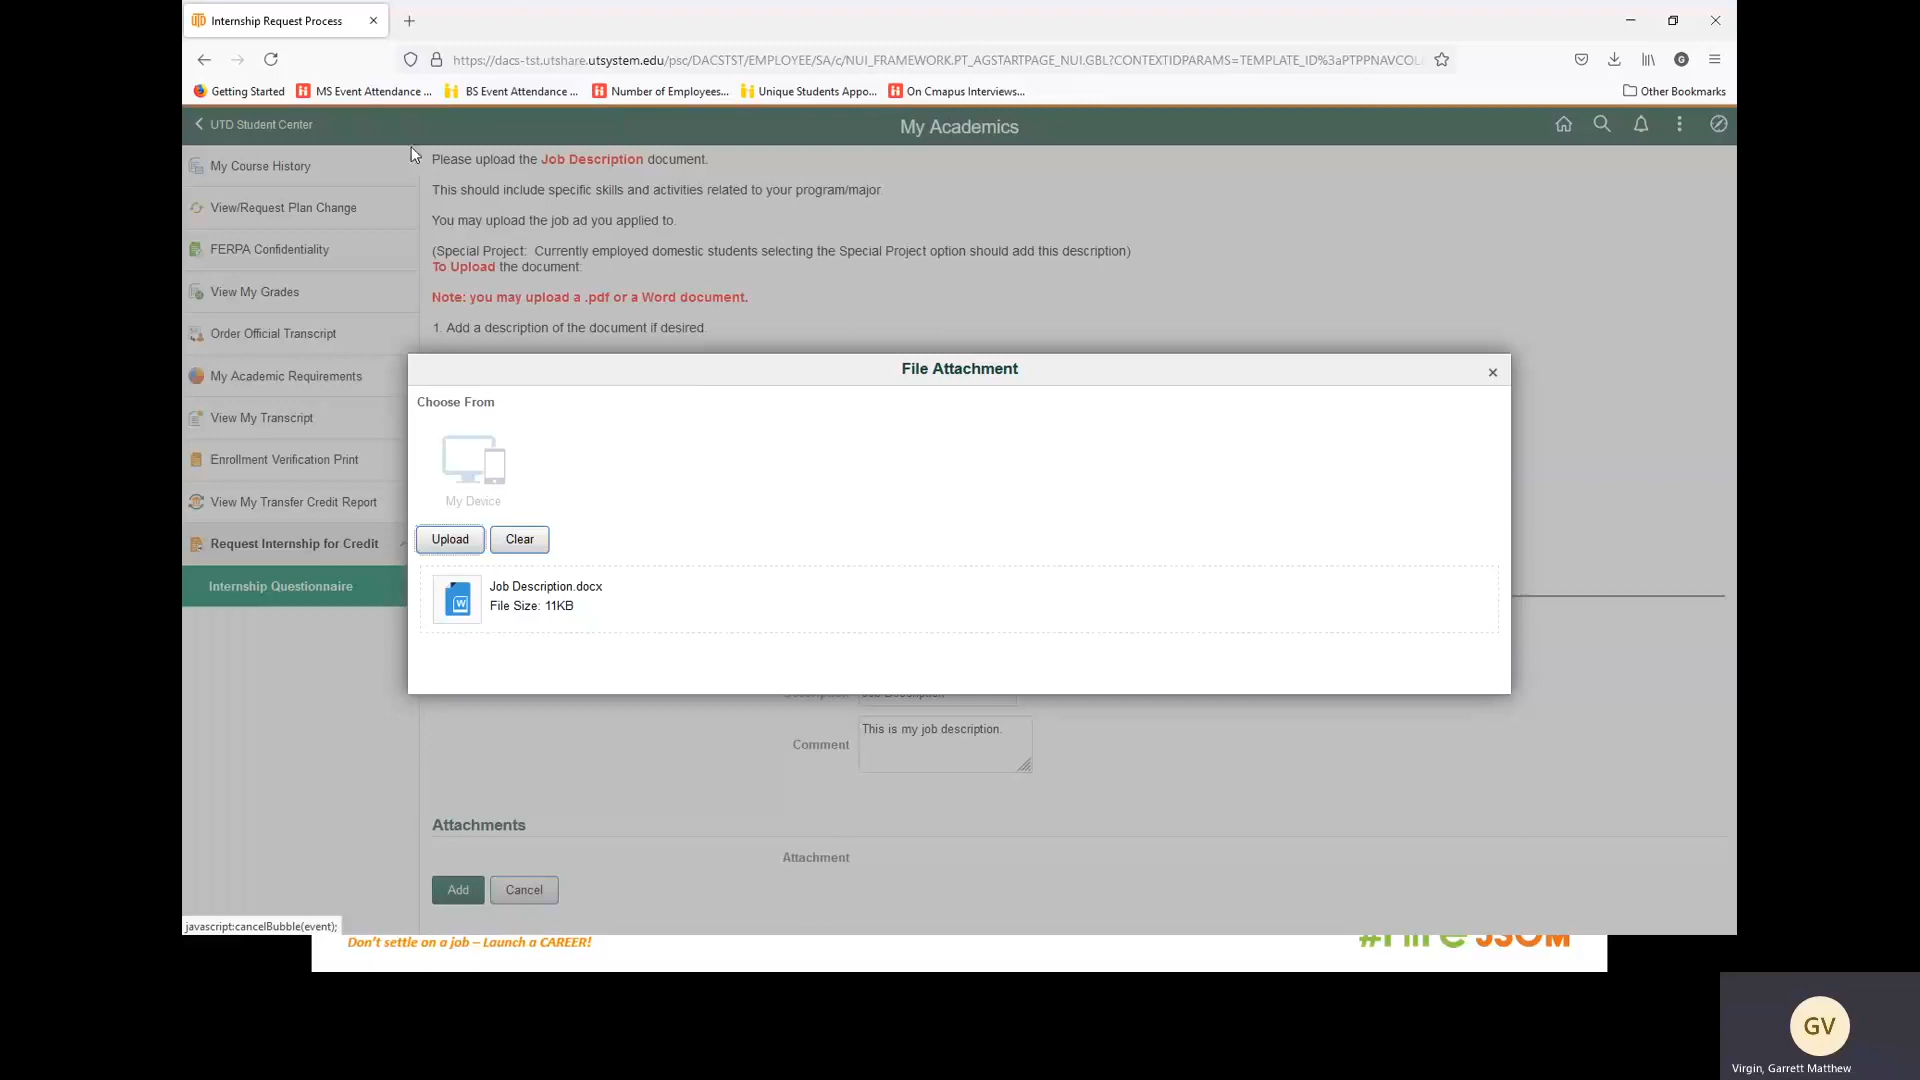 Internship Request Process
https://dacs-tst.utshare.utsystem.edu/psc/DACSTST/EMPLOYEE/SA/c/NUI_FRAMEWORK.PT_AGSTARTPAGE_NUI.GBL?CONTEXTIDPARAMS=TEMPLATE_ID%3aPTPPNAVCOL
Getting Started
MS Event Attendance ...
BS Event Attendance ...
Number of Employees...
Unique Students Appo...
On Cmapus Interviews...
Other Bookmarks
UTD Student Center
My Academics
My Course History
View/Request Plan Change
FERPA Confidentiality
View My Grades
Order Official Transcript
My Academic Requirements
View My Transcript
Enrollment Verification Print
View My Transfer Credit Report
Request Internship for Credit
Internship Questionnaire
Please upload the Job Description document.
This should include specific skills and activities related to your program/major
You may upload the job ad you applied to.
(Special Project: Currently employed domestic students selecting the Special Project option should add this description)
To Upload the document:
Note: you may upload a .pdf or a Word document.
1. Add a description of the document if desired.
File Attachment
Choose From
My Device
Upload
Clear
Job Description.docx
File Size: 11KB
This is my job description.
Comment
Attachments
Attachment
Add
Cancel
javascript:cancelBubble(event);
Don't settle on a job – Launch a CAREER!
#Hire JSOM
GV
Virgin, Garrett Matthew